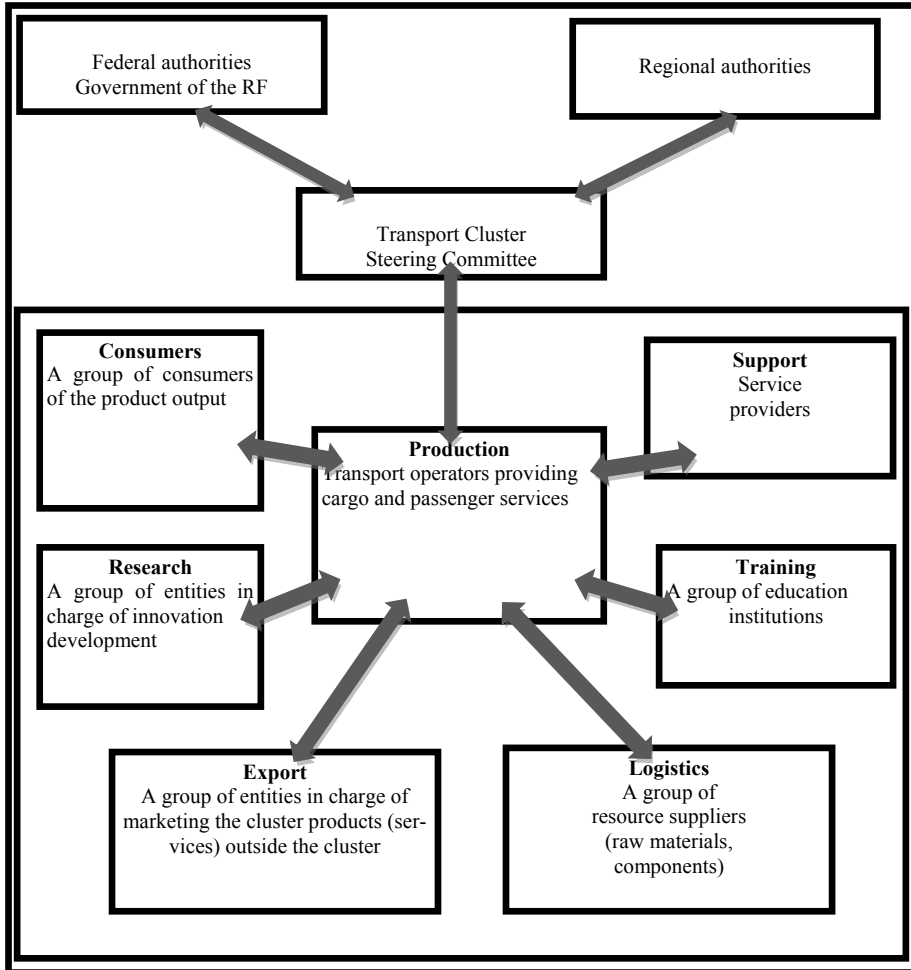 Federal authorities
Government of the RF
Regional authorities
Transport Cluster
Steering Committee
Consumers
A group of consumers
of the product output
Support
Service
providers
Production
Transport operators providing
cargo and passenger services
Research
A group of entities in
charge of innovation
development
Training
A group of education
institutions
Export
A group of entities in charge of
marketing the cluster products (ser-
vices) outside the cluster
Logistics
A group of
resource suppliers
(raw materials,
components)